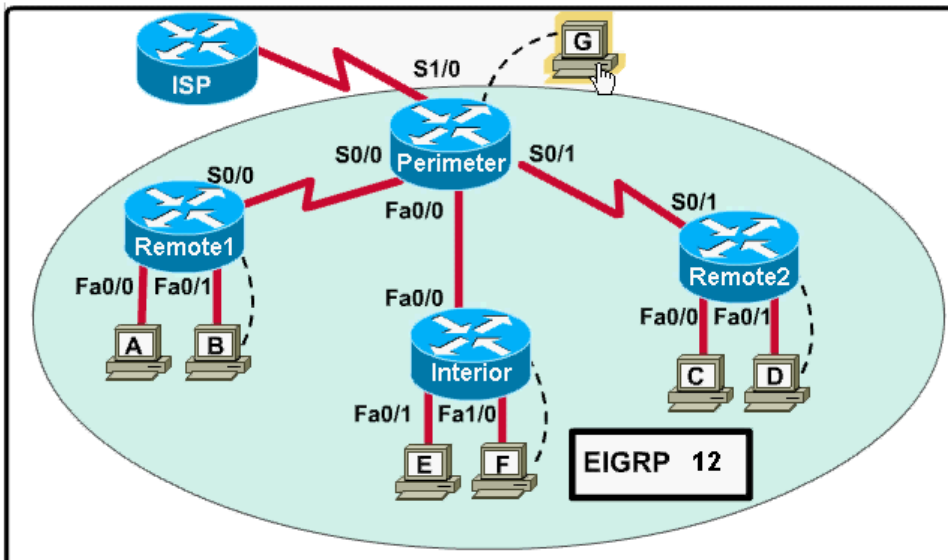 G
S1/0
ISP
S0/0
Perimeter
S0/1
S0/0
Fa0/0
S0/1
Remote1
Remote2
Fa0/0 Fa0/1
Fa0/0
Fa0/0 Fa0/1
A
B
Interior
C
D
Fa0/1 Fa1/0
E
F
EIGRP 12